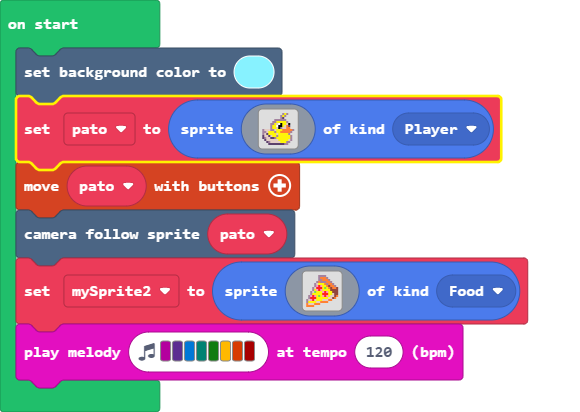 on start
set background color to
set pato to sprite of kind Player
move pato with buttons
camera follow sprite pato
set mySprite2 to sprite of kind Food
play melody at tempo 120 (bpm)